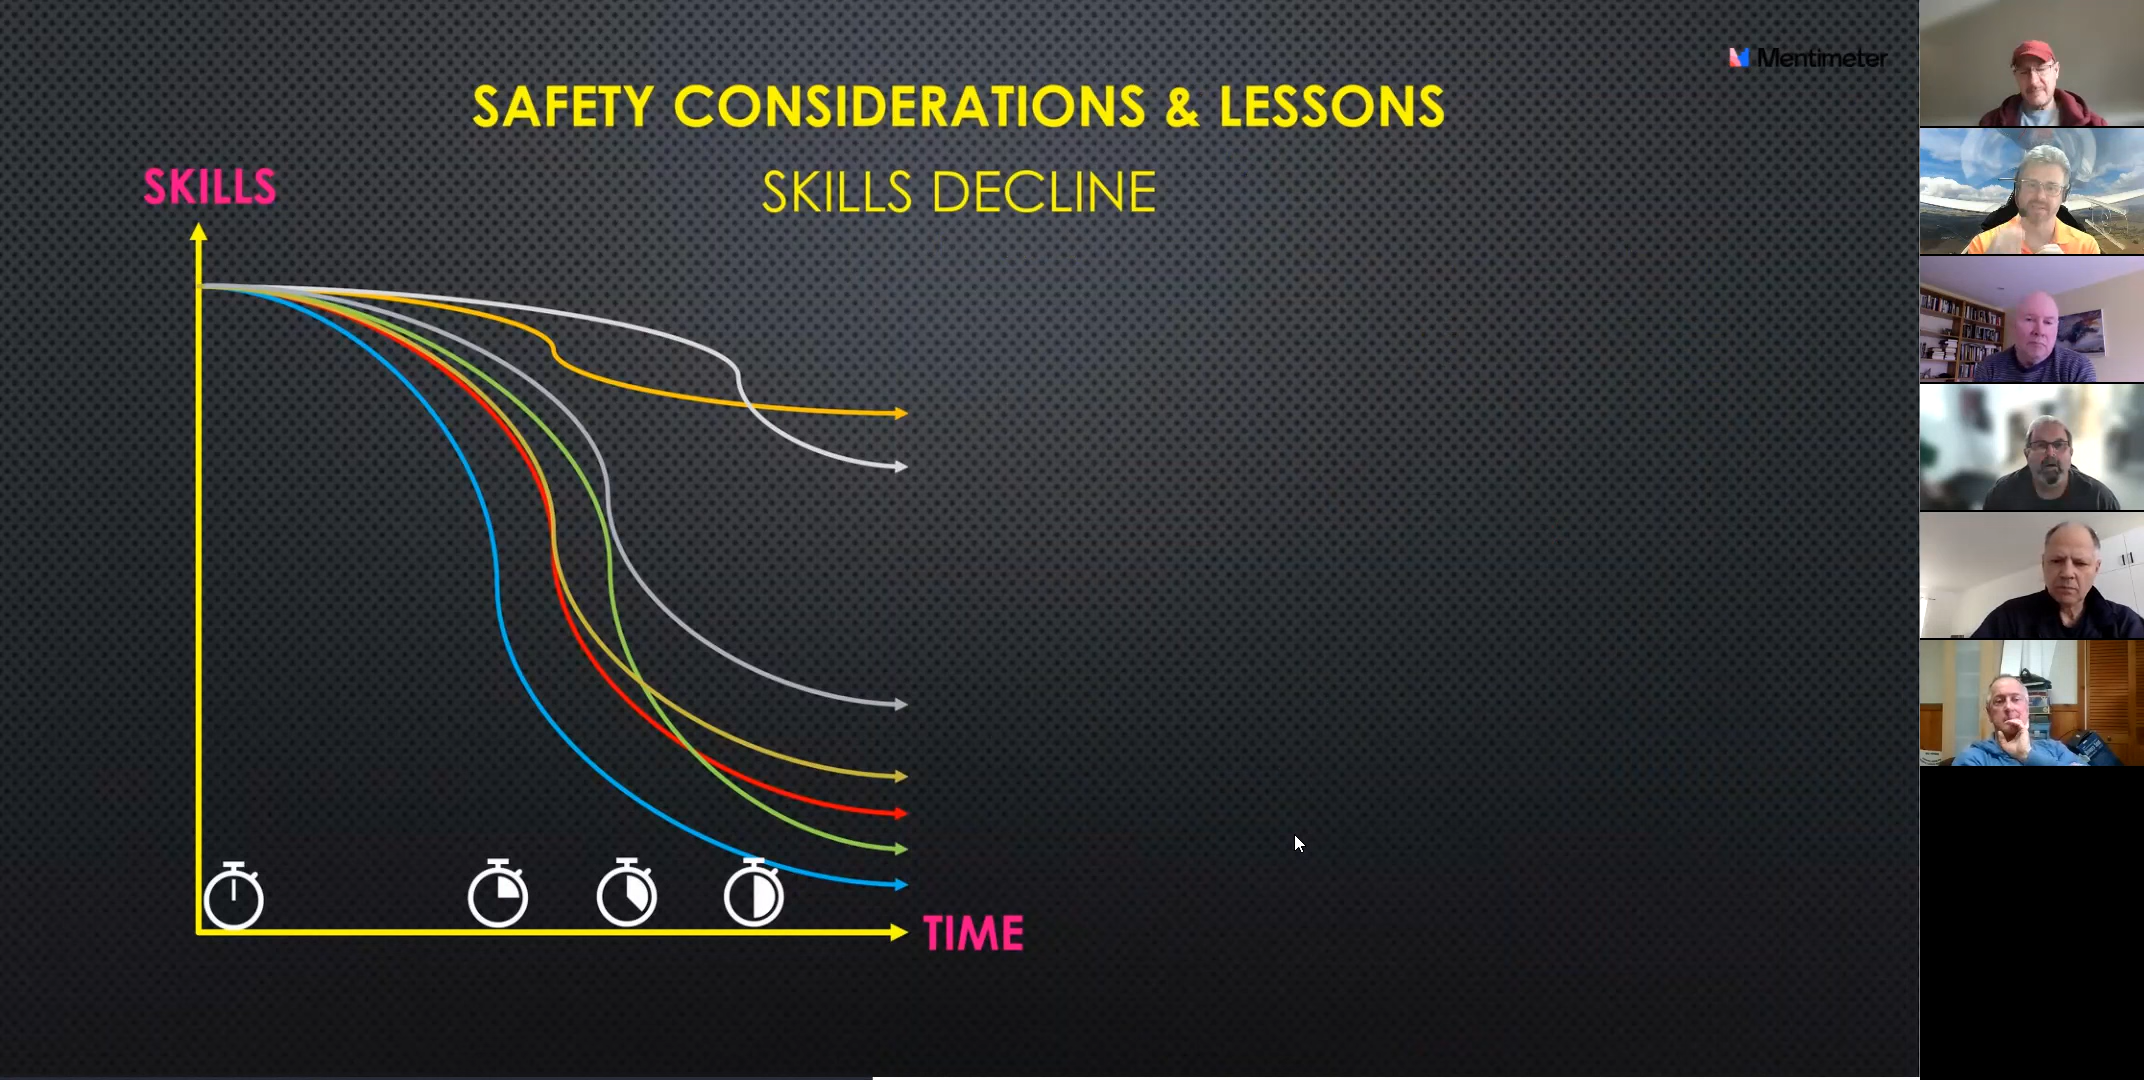 Mentimeter
SAFETY CONSIDERATIONS & LESSONS
SKILLS DECLINE
SKILLS
TIME